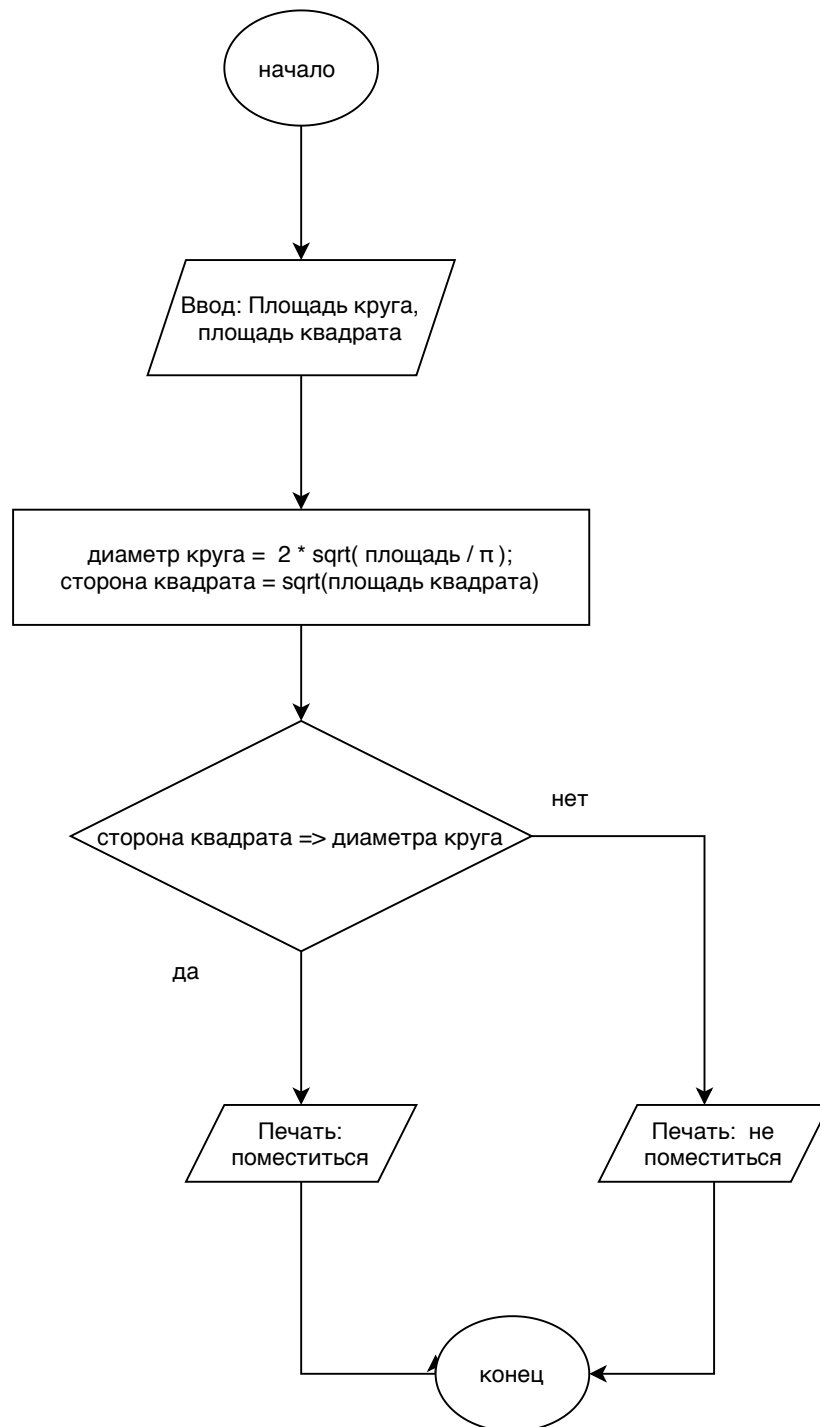 начало
Ввод: Площадь круга,
площадь квадрата
диаметр круга = 2 * sqrt( площадь / π );
сторона квадрата = sqrt(площадь квадрата)
сторона квадрата => диаметра круга
нет
да
Печать:
поместиться
Печать: не
поместиться
конец